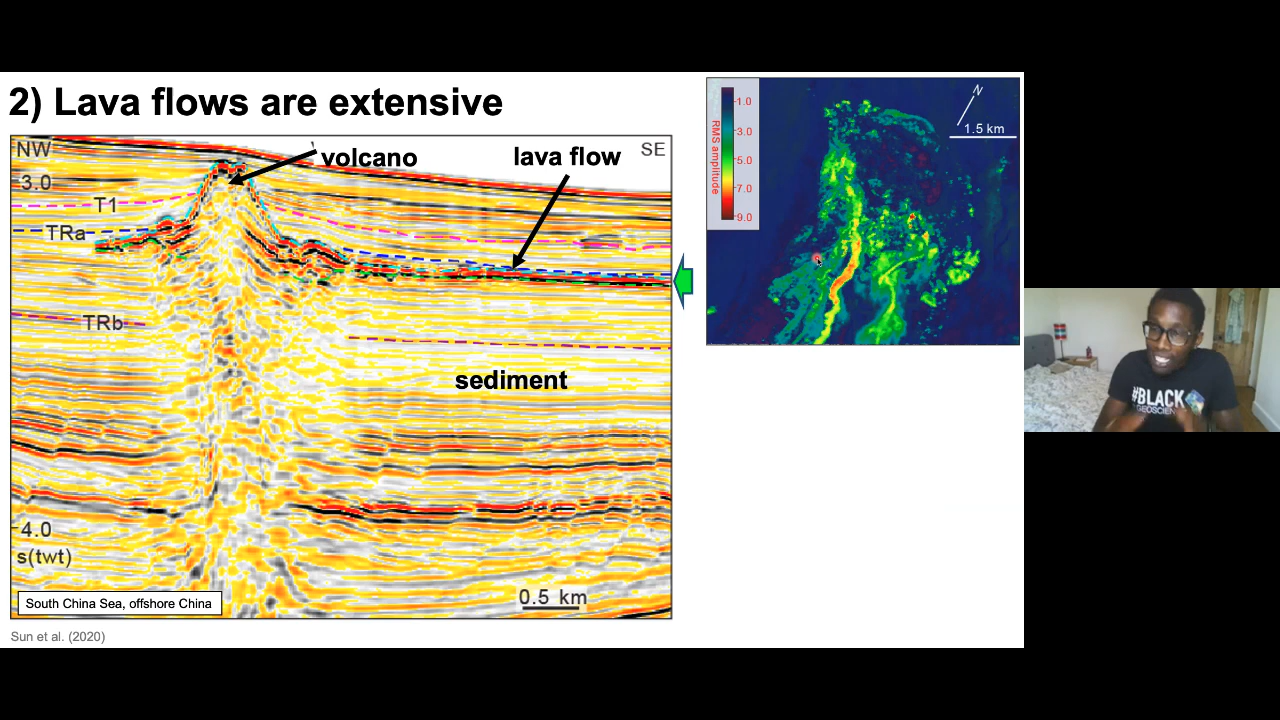 2) Lava flows are extensive
NW
volcano
lava flow
SE
3.0
T1
TRa
TRb
sediment
4.0
s(twt)
South China Sea, offshore China
0.5 km
Sun et al. (2020)
RMS amplitude
-1.0
-3.0
-5.0
-7.0
-9.0
N
1.5 km
#BLACK
GEOSCIEN